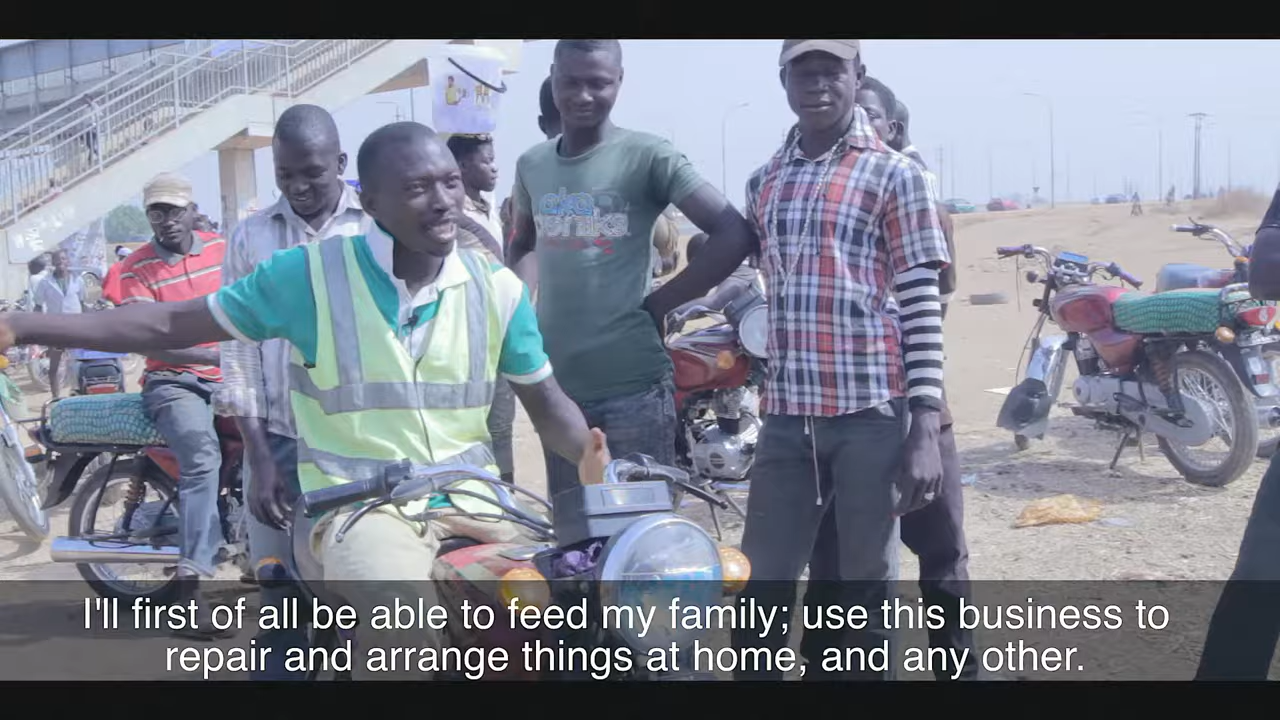 I'll first of all be able to feed my family; use this business to
repair and arrange things at home, and any other.